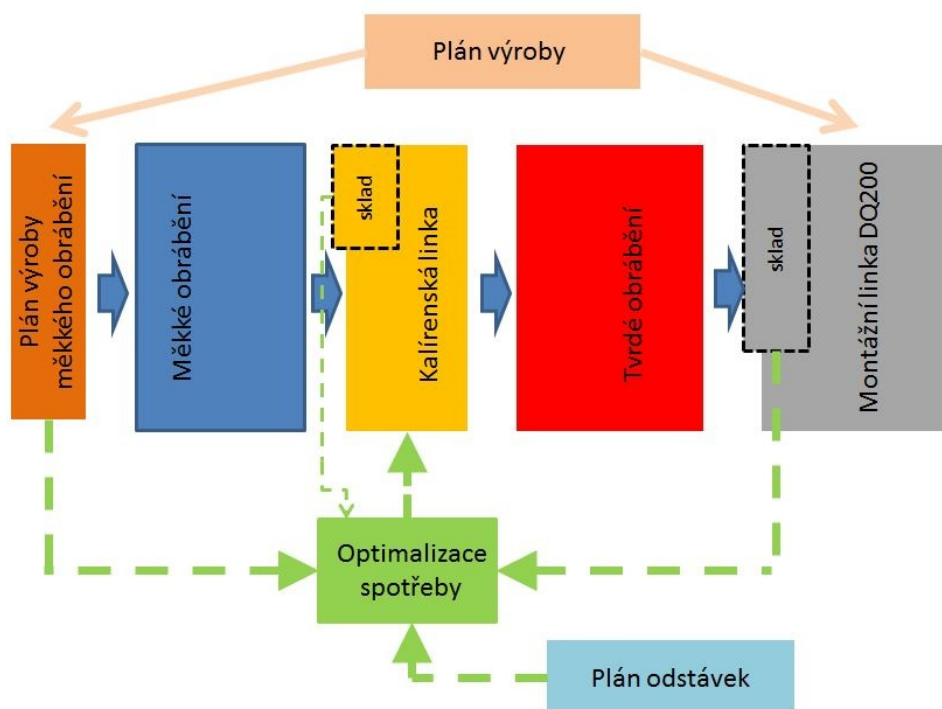 Plán výroby
Plán výroby
měkkého obrábění
Měkké obrábění
sklad
Kalírenská linka
Tvrdé obrábění
sklad
Montážní linka DQ200
Optimalizace
spotřeby
Plán odstávek